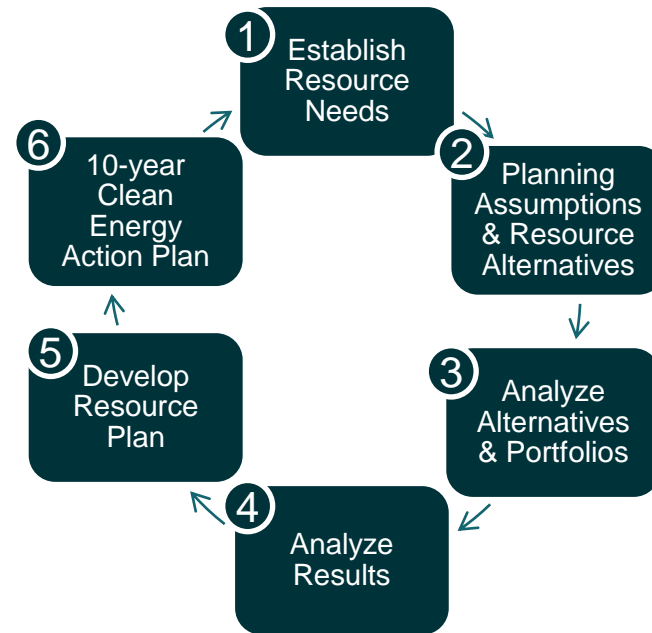 1
Establish
Resource
Needs
2
Planning
Assumptions
& Resource
Alternatives
3
Analyze
Alternatives
& Portfolios
4
Analyze
Results
5
Develop
Resource
Plan
6
10-year
Clean
Energy
Action Plan